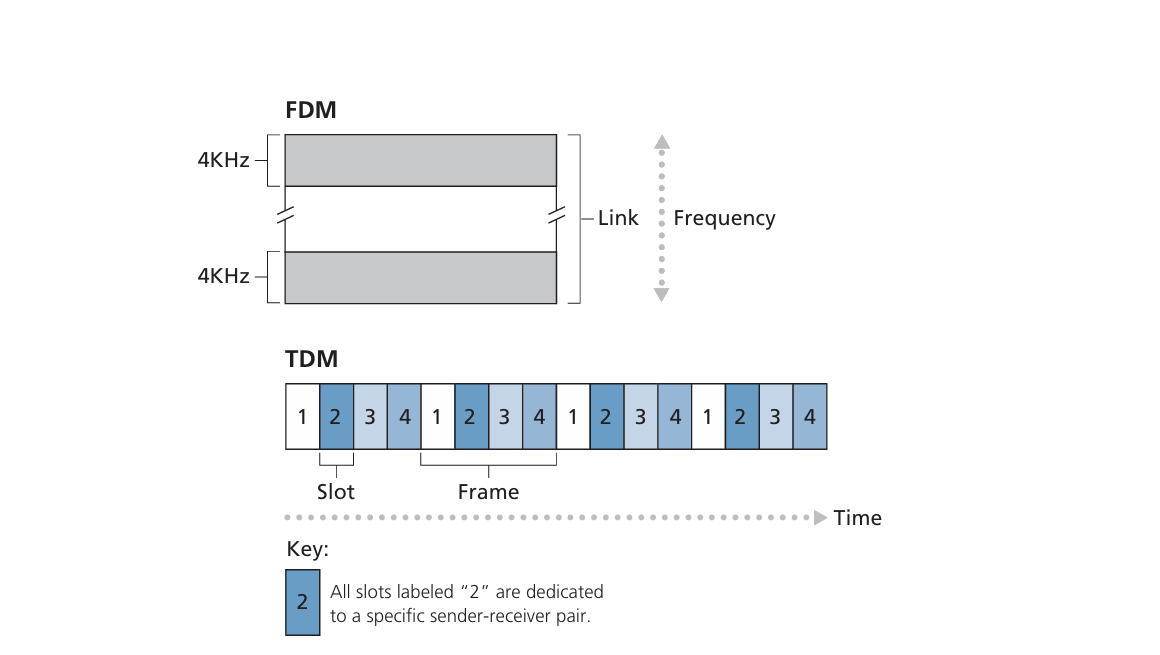 FDM
4KHz
Link
Frequency
4KHz
TDM
1 2 3 4 1 2 3 4 1 2 3 4 1 2 3 4
Slot
Frame
Time
Key:
2
All slots labeled “2” are dedicated
to a specific sender-receiver pair.